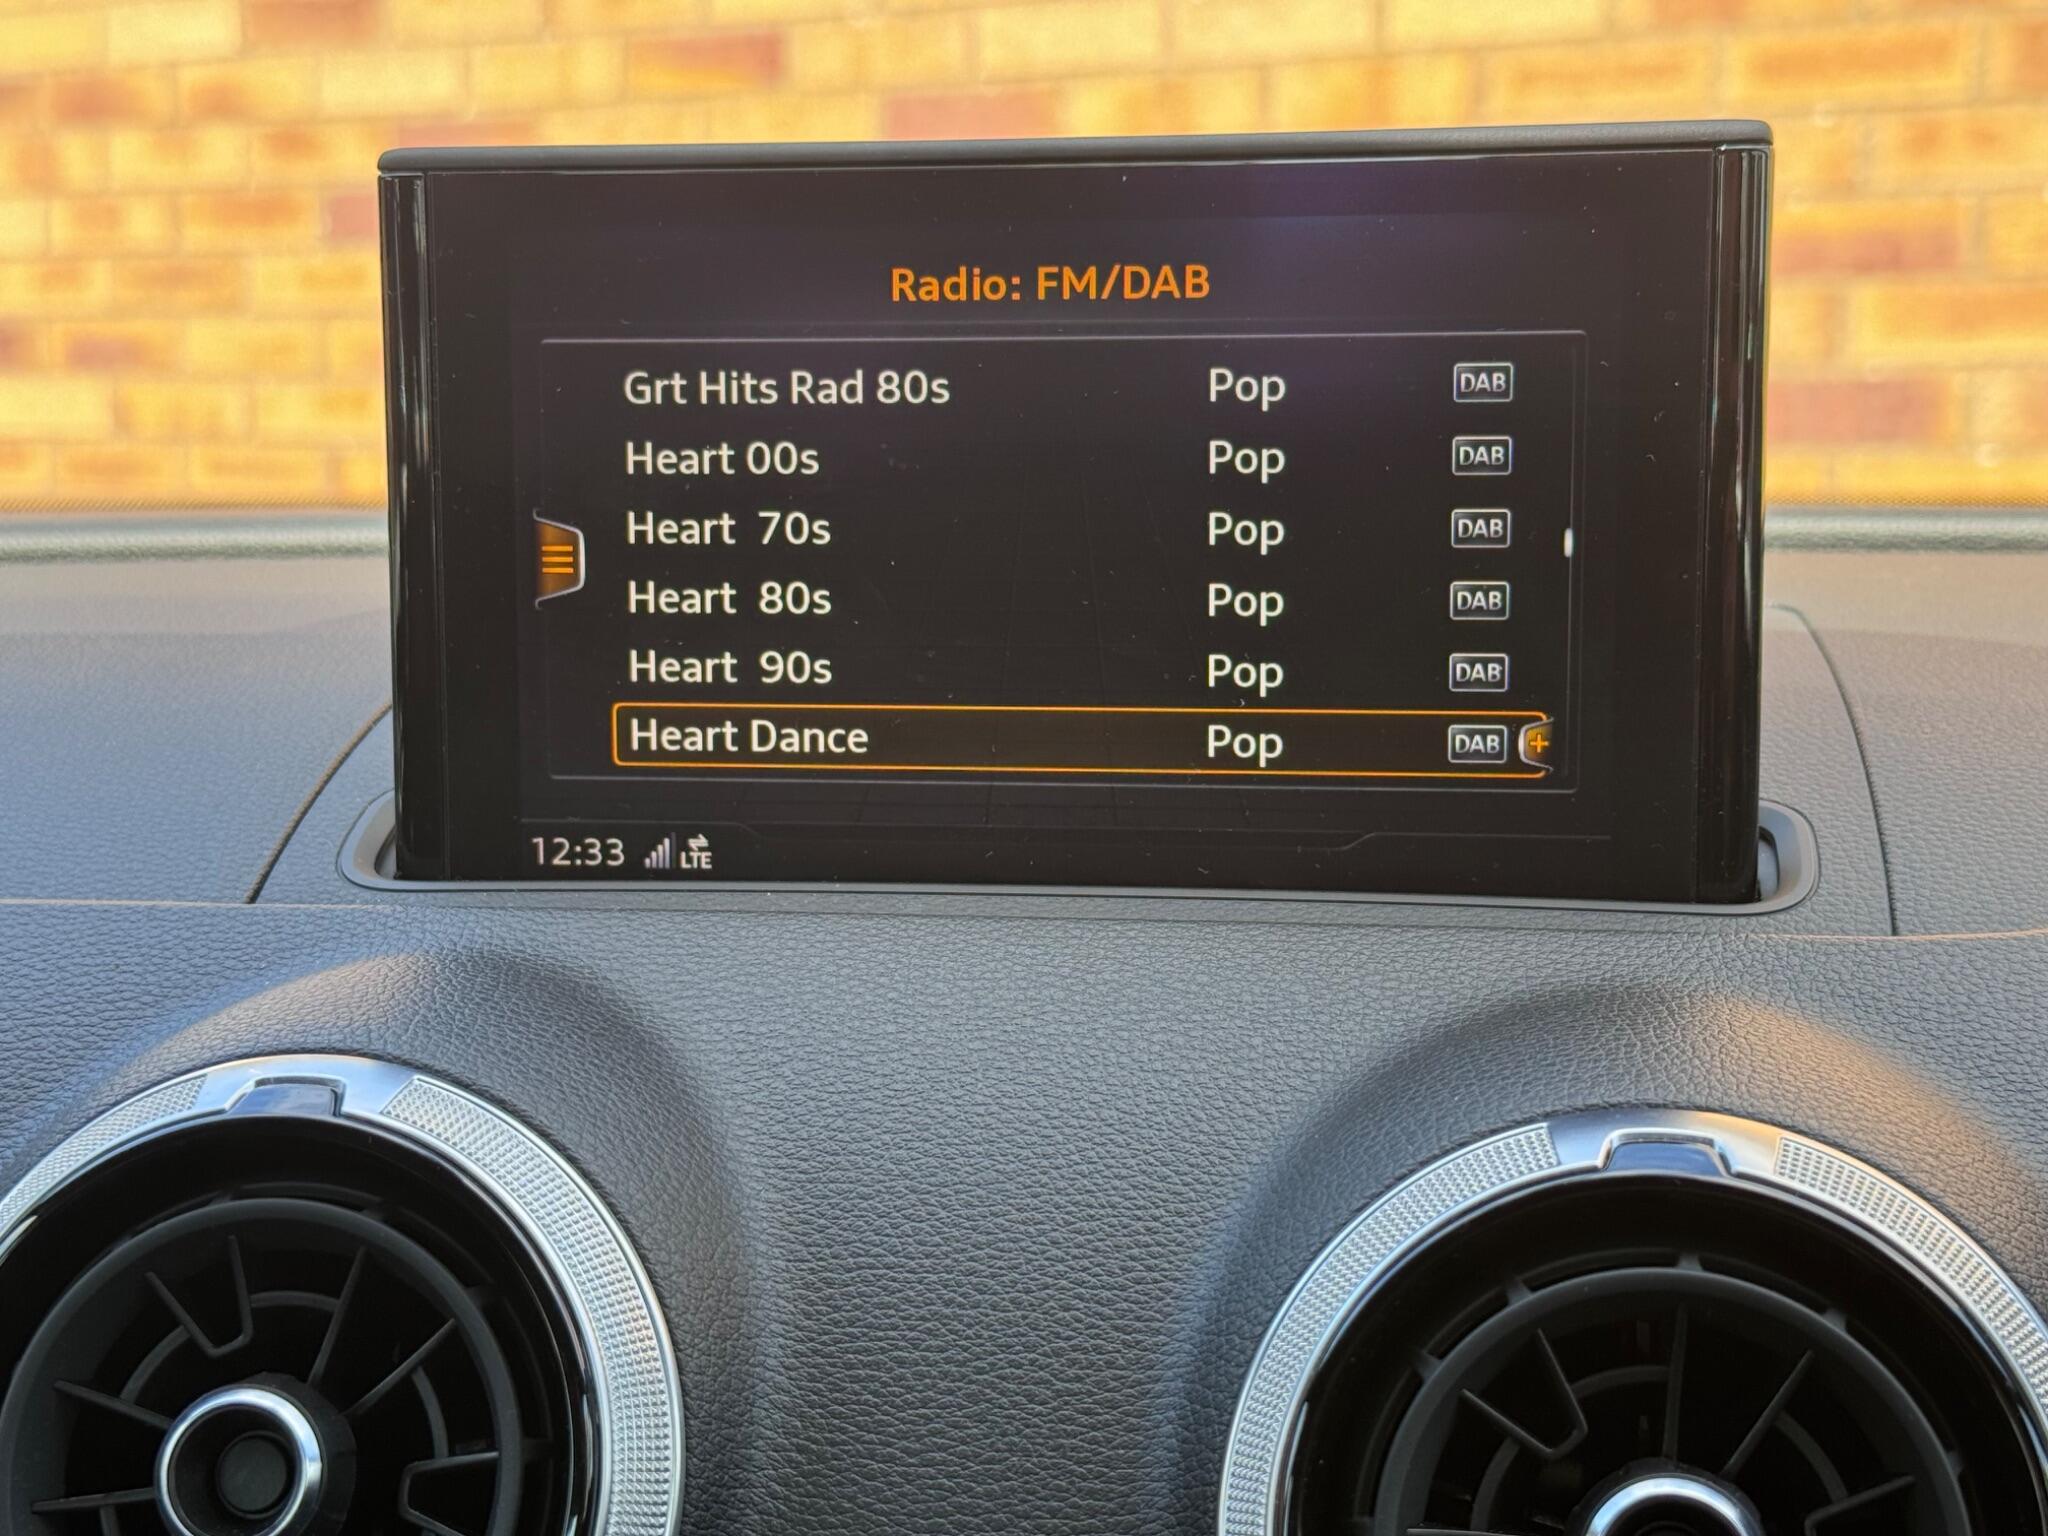 Radio: FM/DAB
Grt Hits Rad 80s Pop DAB
Heart 00s Pop DAB
Heart 70s Pop DAB
Heart 80s Pop DAB
Heart 90s Pop DAB
Heart Dance Pop DAB +
12:33 LTE